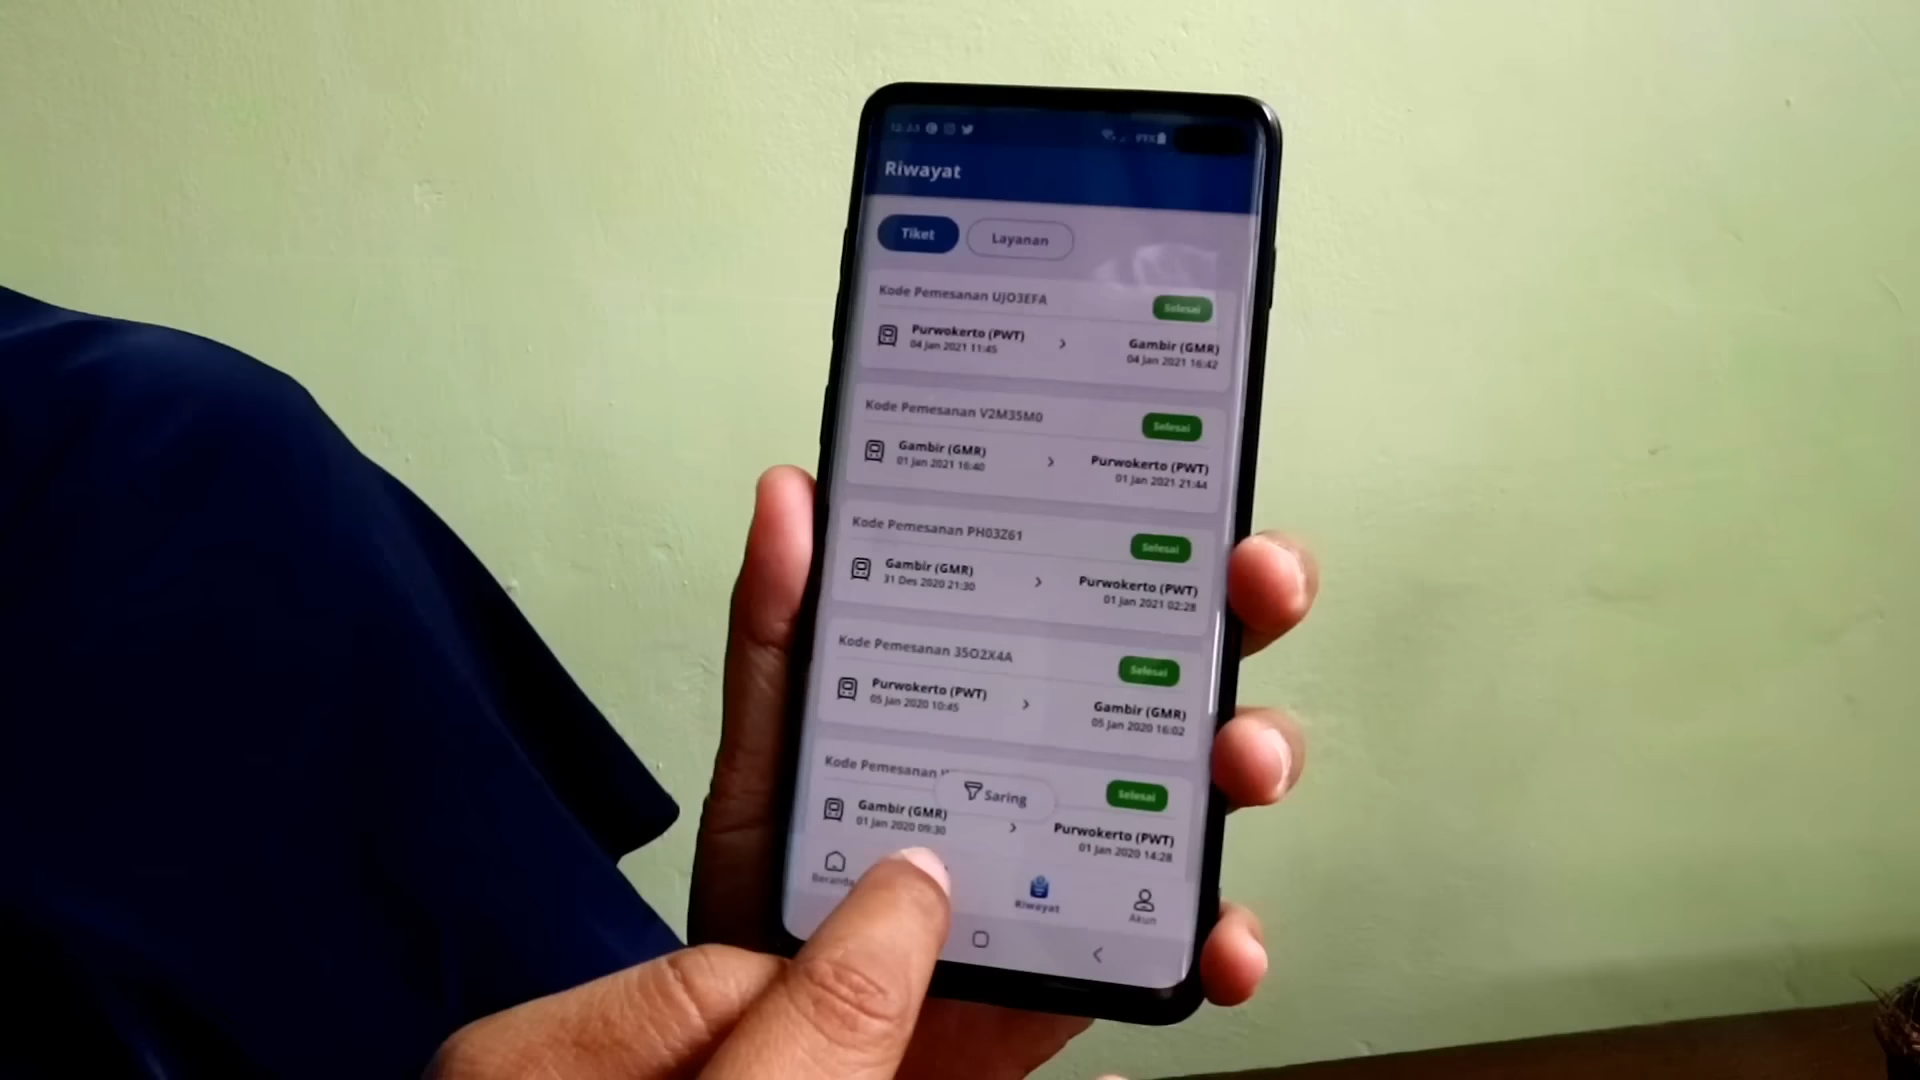 Riwayat
Tiket
Layanan
Kode Pemesanan UJO3EFA
Selesai
Purwokerto (PWT)
04 Jan 2021 11:45
Gambir (GMR)
04 Jan 2021 16:42
Kode Pemesanan V2M35M0
Selesai
Gambir (GMR)
01 Jan 2021 16:40
Purwokerto (PWT)
01 Jan 2021 21:44
Kode Pemesanan PH03Z61
Selesai
Gambir (GMR)
31 Des 2020 21:30
Purwokerto (PWT)
01 Jan 2021 02:28
Kode Pemesanan 35O2X4A
Selesai
Purwokerto (PWT)
05 Jan 2020 10:45
Gambir (GMR)
05 Jan 2020 16:02
Kode Pemesanan
Selesai
Saring
Gambir (GMR)
01 Jan 2020 09:30
Purwokerto (PWT)
01 Jan 2020 14:28
Beranda
Riwayat
Akun